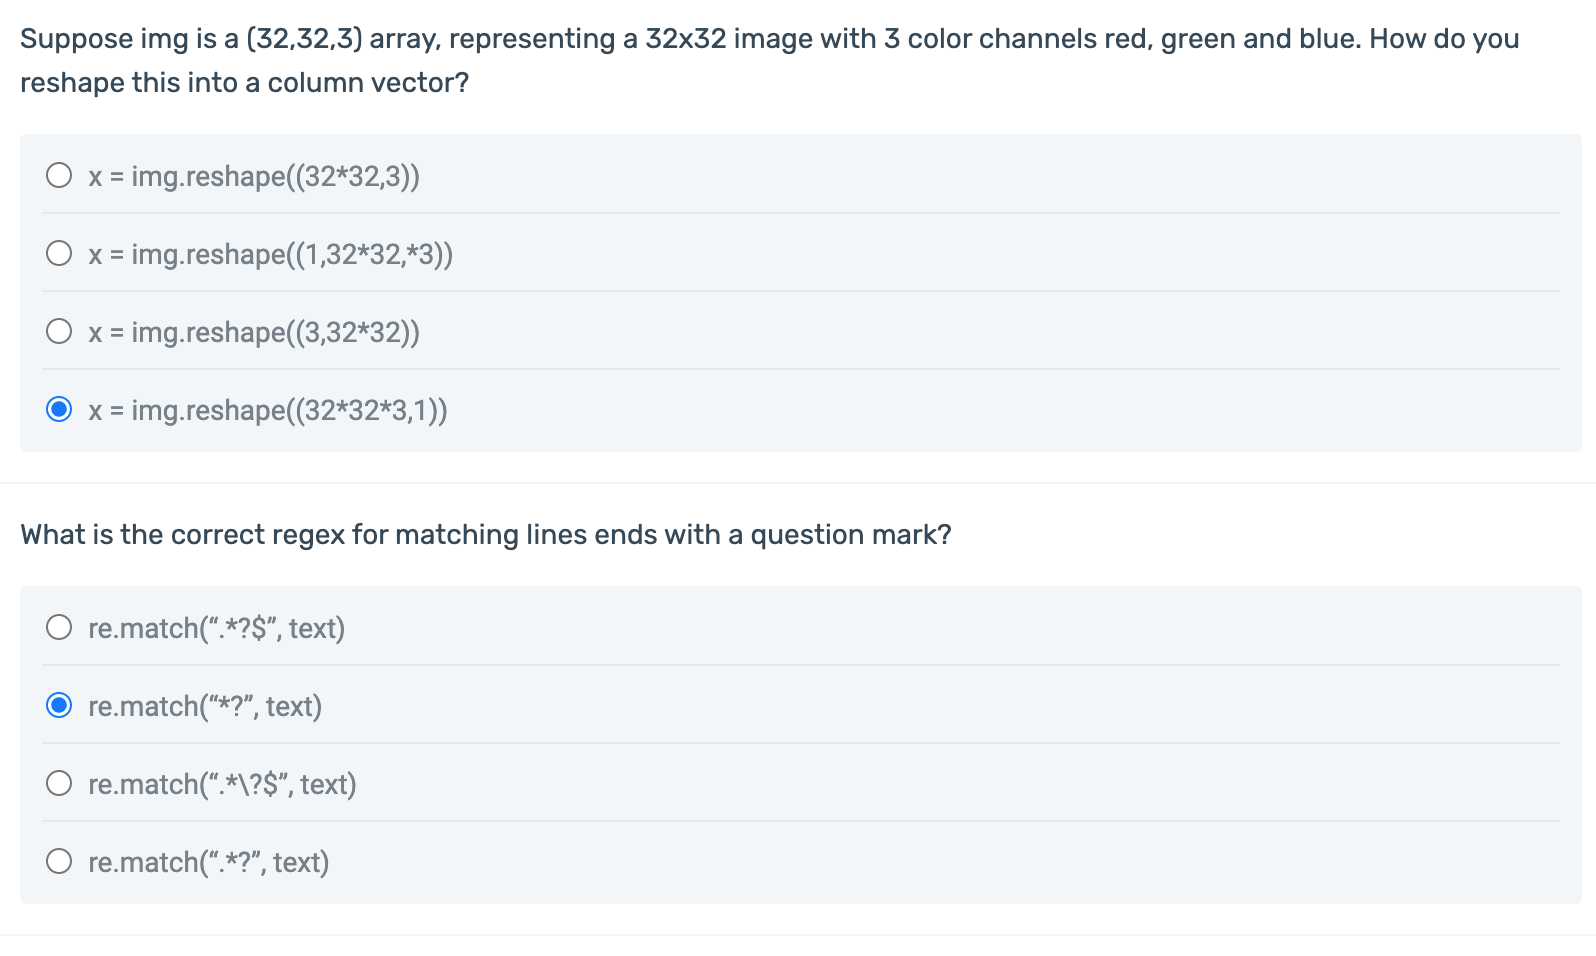 Suppose img is a (32,32,3) array, representing a 32x32 image with 3 color channels red, green and blue. How do you
reshape this into a column vector?
x = img.reshape((32*32,3))
x = img.reshape((1,32*32,*3))
x = img.reshape((3,32*32))
x = img.reshape((32*32*3,1))
What is the correct regex for matching lines ends with a question mark?
re.match(“.*?$”, text)
re.match(“*?”, text)
re.match(“.*\?$”, text)
re.match(“.*?”, text)